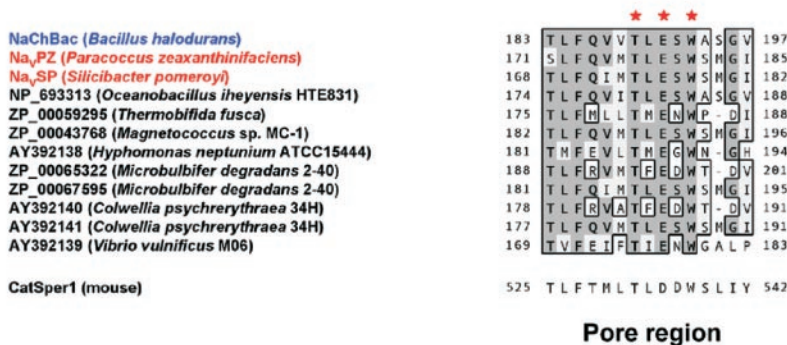 ★ ★ ★
NaChBac (Bacillus halodurans) 183 T L F Q V V T L E S W A S G V 197
NavPZ (Paracoccus zeaxanthinifaciens) 171 S L F Q V M T L E S W S M G I 185
NavSP (Silicibacter pomeroyi) 168 T L F Q I M T L E S W S M G I 182
NP_693313 (Oceanobacillus iheyensis HTE831) 174 T L F Q V I T L E S W A S G V 188
ZP_00059295 (Thermobifida fusca) 175 T L F M L L T M E N W P - D I 188
ZP_00043768 (Magnetococcus sp. MC-1) 182 T L F Q V M T L E S W S M G I 196
AY392138 (Hyphomonas neptunium ATCC15444) 181 T M F E V L T M E G W N - G H 194
ZP_00065322 (Microbulbifer degradans 2-40) 188 T L F R V M T F E D W T - D V 201
ZP_00067595 (Microbulbifer degradans 2-40) 181 T L F Q I M T L E S W S M G I 195
AY392140 (Colwellia psychrerythraea 34H) 178 T L F R V A T F E D W T - D V 191
AY392141 (Colwellia psychrerythraea 34H) 177 T L F Q V M T L E S W S M G I 191
AY392139 (Vibrio vulnificus M06) 169 T V F E I F T I E N W G A L P 183
CatSper1 (mouse) 525 T L F T M L T L D D W S L I Y 542
Pore region